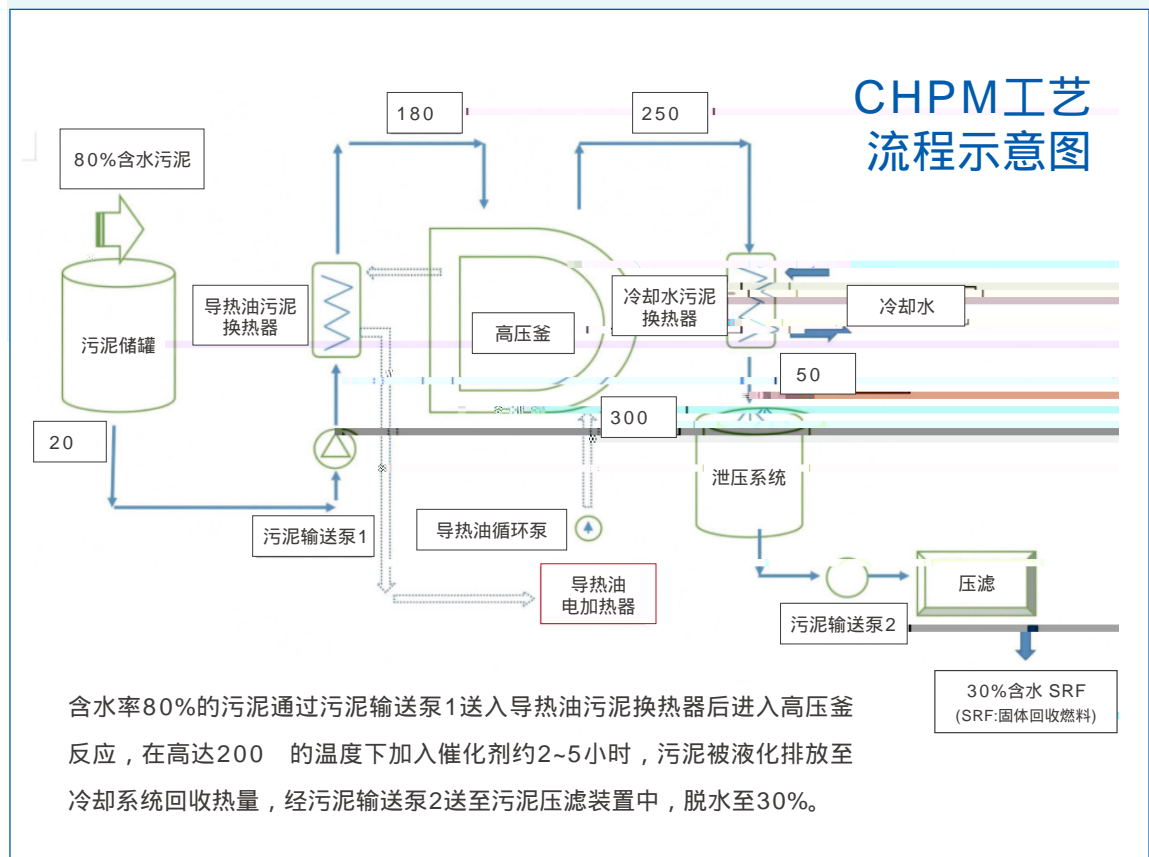 CHPM工艺
流程示意图
180
250
80%含水污泥
导热油污泥
换热器
冷却水污泥
换热器
冷却水
高压釜
污泥储罐
50
300
20
泄压系统
污泥输送泵1
导热油循环泵
导热油
电加热器
压滤
污泥输送泵2
30%含水 SRF
(SRF:固体回收燃料)
含水率80%的污泥通过污泥输送泵1送入导热油污泥换热器后进入高压釜
反应，在高达200 的温度下加入催化剂约2~5小时，污泥被液化排放至
冷却系统回收热量，经污泥输送泵2送至污泥压滤装置中，脱水至30%。